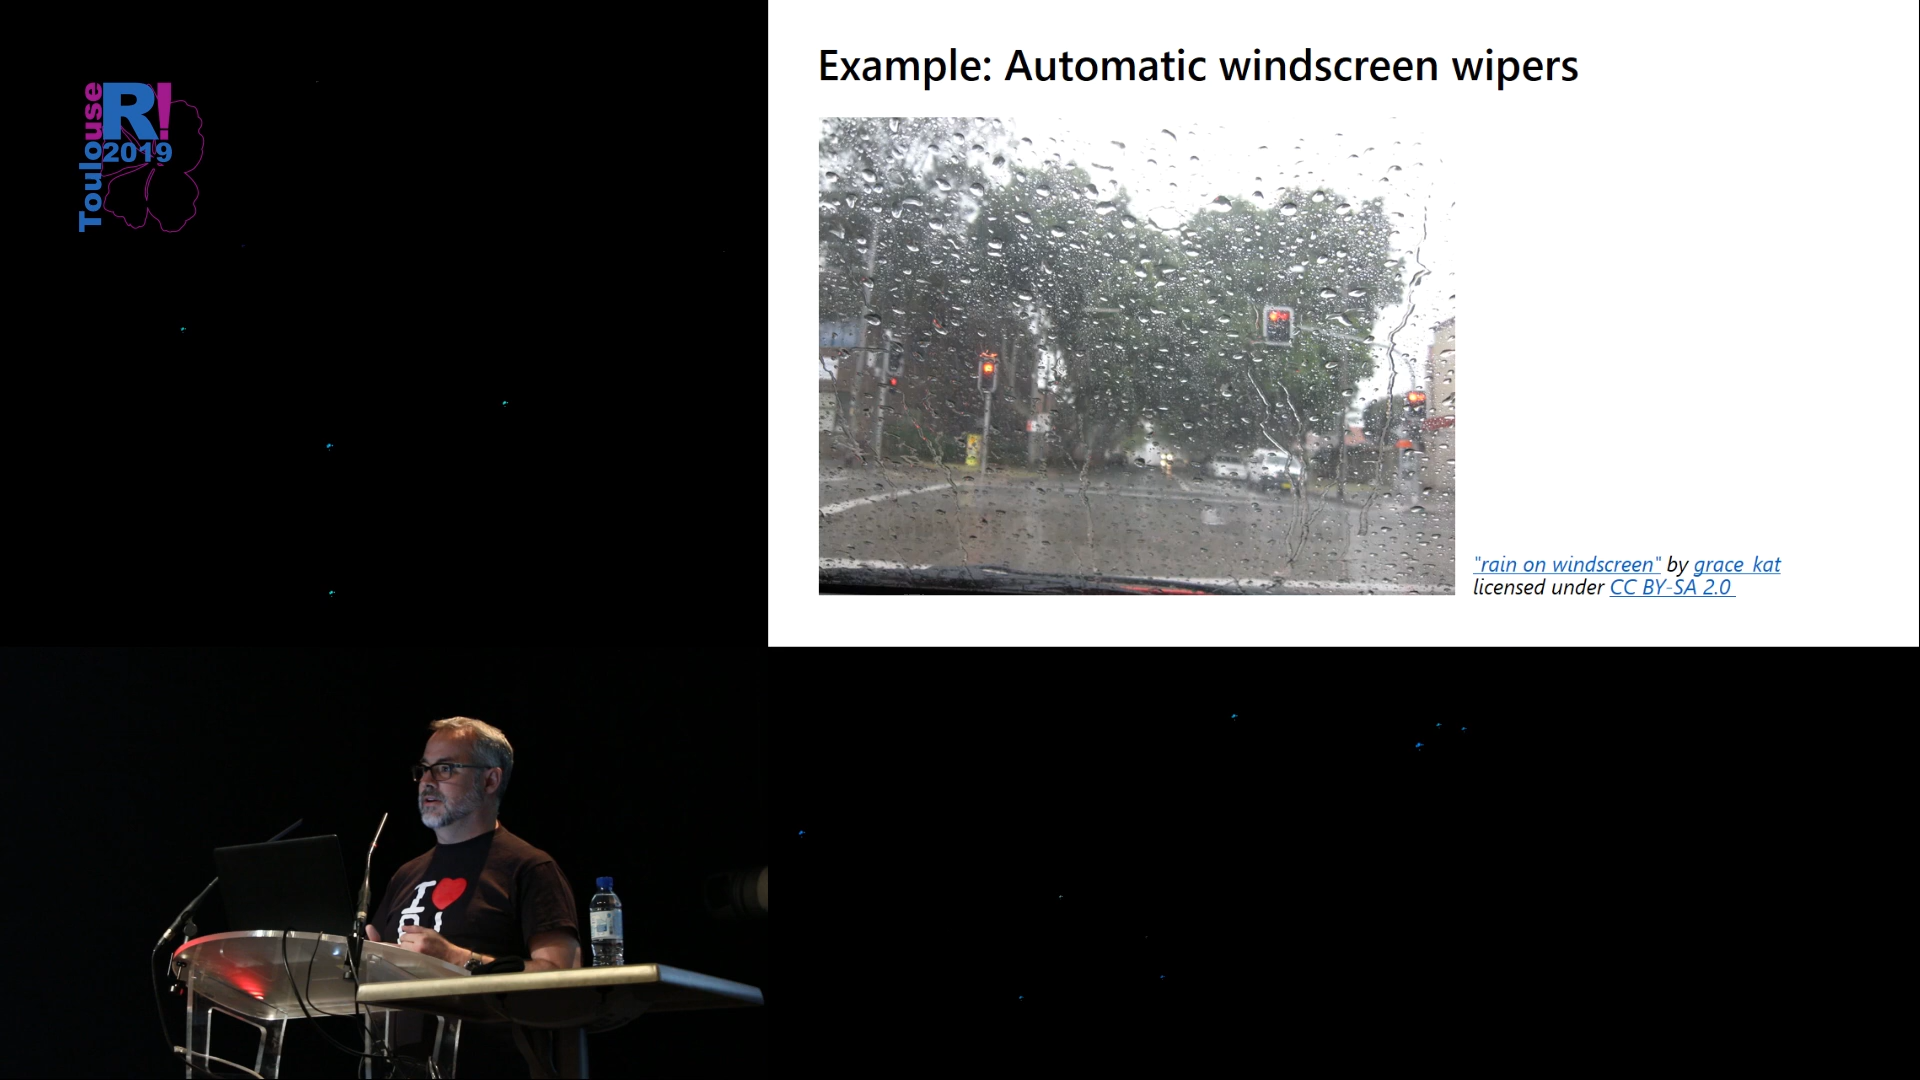 Toulouse
R!
2019
Example: Automatic windscreen wipers
"rain on windscreen" by grace_kat
licensed under CC BY-SA 2.0
I